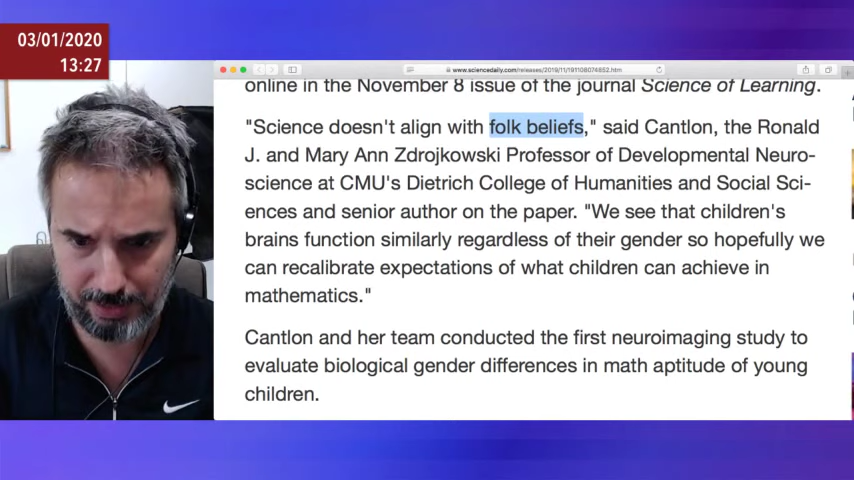 03/01/2020
13:27
www.sciencedaily.com/releases/2019/11/191108074852.htm
online in the November 8 issue of the journal Science of Learning.
"Science doesn't align with folk beliefs," said Cantlon, the Ronald
J. and Mary Ann Zdrojkowski Professor of Developmental Neuro-
science at CMU's Dietrich College of Humanities and Social Sci-
ences and senior author on the paper. "We see that children's
brains function similarly regardless of their gender so hopefully we
can recalibrate expectations of what children can achieve in
mathematics."
Cantlon and her team conducted the first neuroimaging study to
evaluate biological gender differences in math aptitude of young
children.